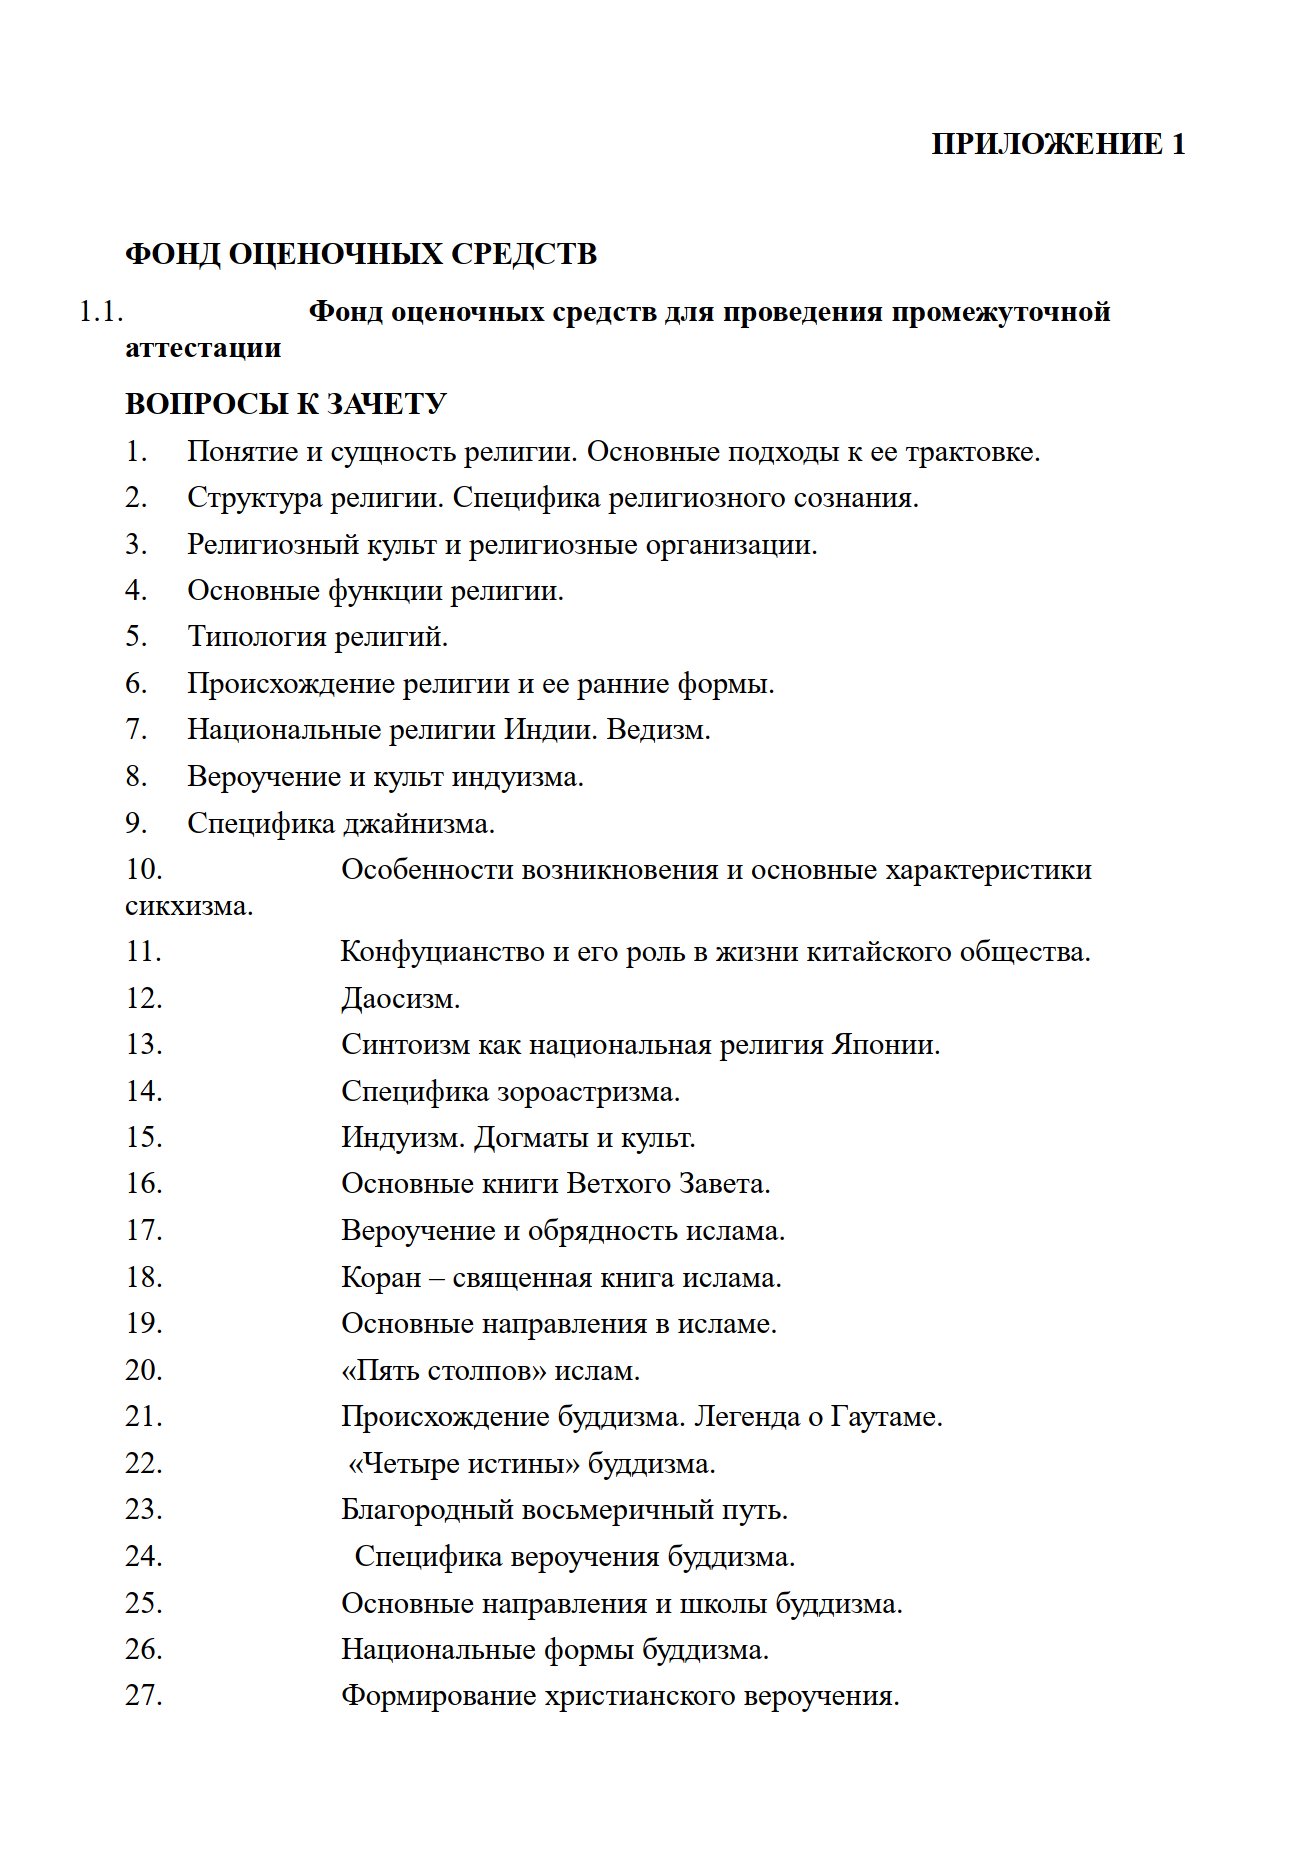 ПРИЛОЖЕНИЕ 1
ФОНД ОЦЕНОЧНЫХ СРЕДСТВ
1.1. Фонд оценочных средств для проведения промежуточной
аттестации
ВОПРОСЫ К ЗАЧЕТУ
1. Понятие и сущность религии. Основные подходы к ее трактовке.
2. Структура религии. Специфика религиозного сознания.
3. Религиозный культ и религиозные организации.
4. Основные функции религии.
5. Типология религий.
6. Происхождение религии и ее ранние формы.
7. Национальные религии Индии. Ведизм.
8. Вероучение и культ индуизма.
9. Специфика джайнизма.
10. Особенности возникновения и основные характеристики
сикхизма.
11. Конфуцианство и его роль в жизни китайского общества.
12. Даосизм.
13. Синтоизм как национальная религия Японии.
14. Специфика зороастризма.
15. Индуизм. Догматы и культ.
16. Основные книги Ветхого Завета.
17. Вероучение и обрядность ислама.
18. Коран – священная книга ислама.
19. Основные направления в исламе.
20. «Пять столпов» ислам.
21. Происхождение буддизма. Легенда о Гаутаме.
22. «Четыре истины» буддизма.
23. Благородный восьмеричный путь.
24. Специфика вероучения буддизма.
25. Основные направления и школы буддизма.
26. Национальные формы буддизма.
27. Формирование христианского вероучения.